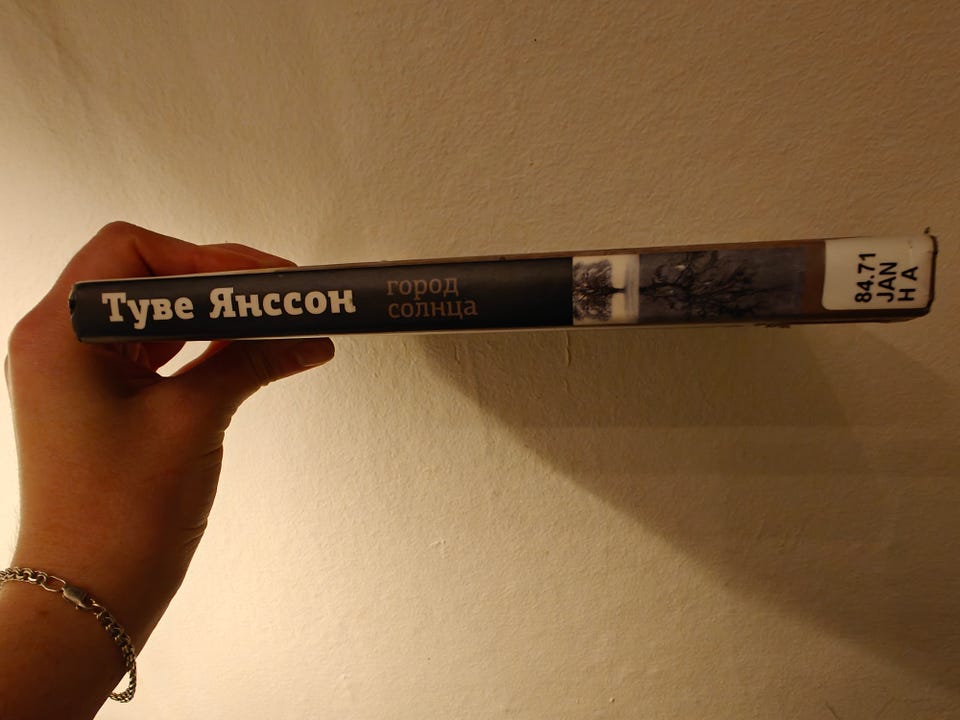 Туве Янссон
город
солнца
84.71
JAN
H A